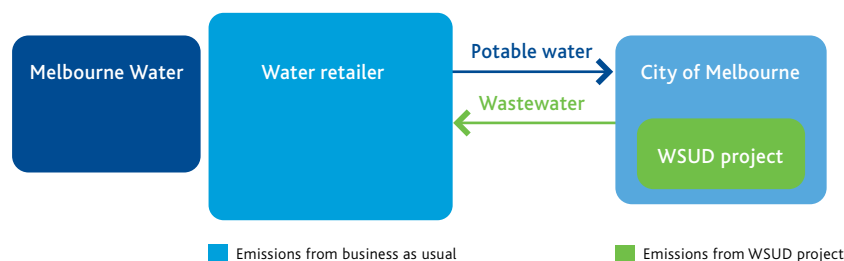 Potable water
Melbourne Water
Water retailer
City of Melbourne
Wastewater
WSUD project
Emissions from business as usual
Emissions from WSUD project